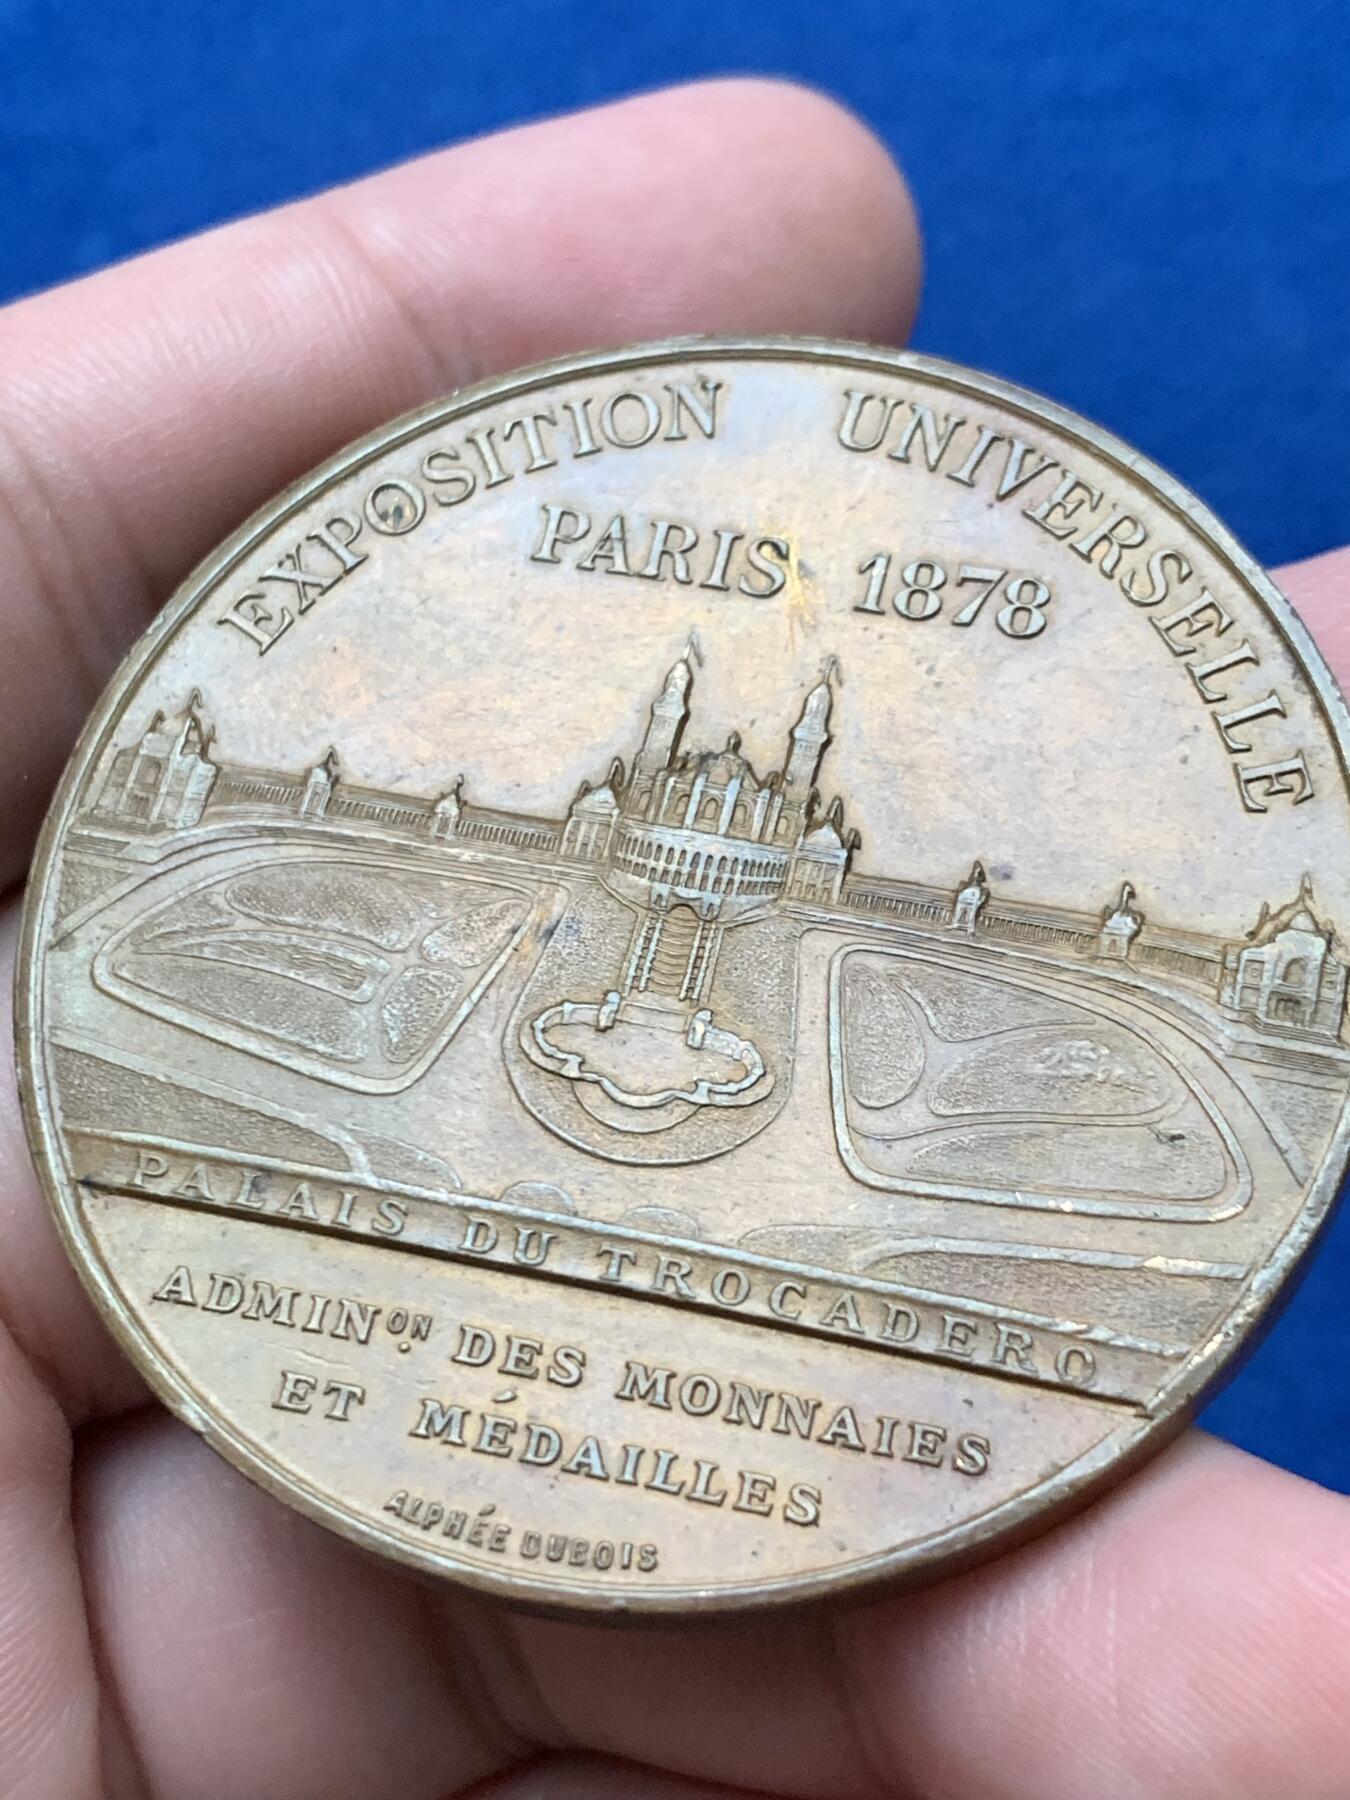 EXPOSITION UNIVERSELLE
PARIS 1878
PALAIS DU TROCADERO
ADMINᴼᴺ. DES MONNAIES
ET MÉDAILLES
ALPHÉE DUBOIS